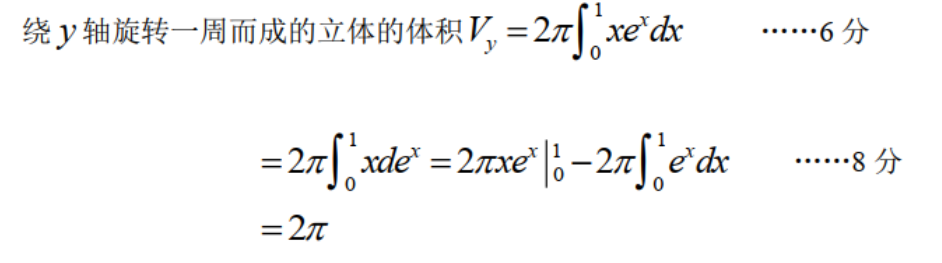 绕 y 轴旋转一周而成的立体的体积 V_y = 2π∫_0^1 xe^x dx ……6 分
= 2π∫_0^1 xde^x = 2πxe^x |_0^1 − 2π∫_0^1 e^x dx ……8 分
= 2π